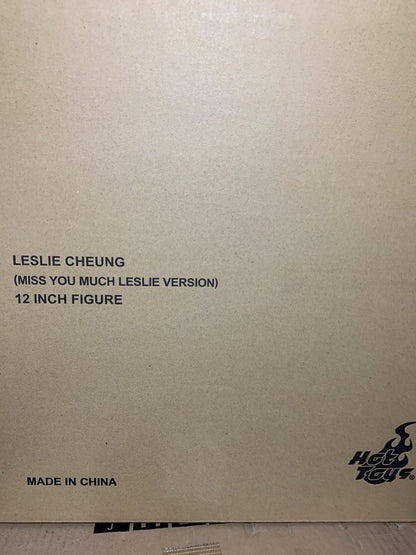 LESLIE CHEUNG
(MISS YOU MUCH LESLIE VERSION)
12 INCH FIGURE
Hot
Toys®
MADE IN CHINA